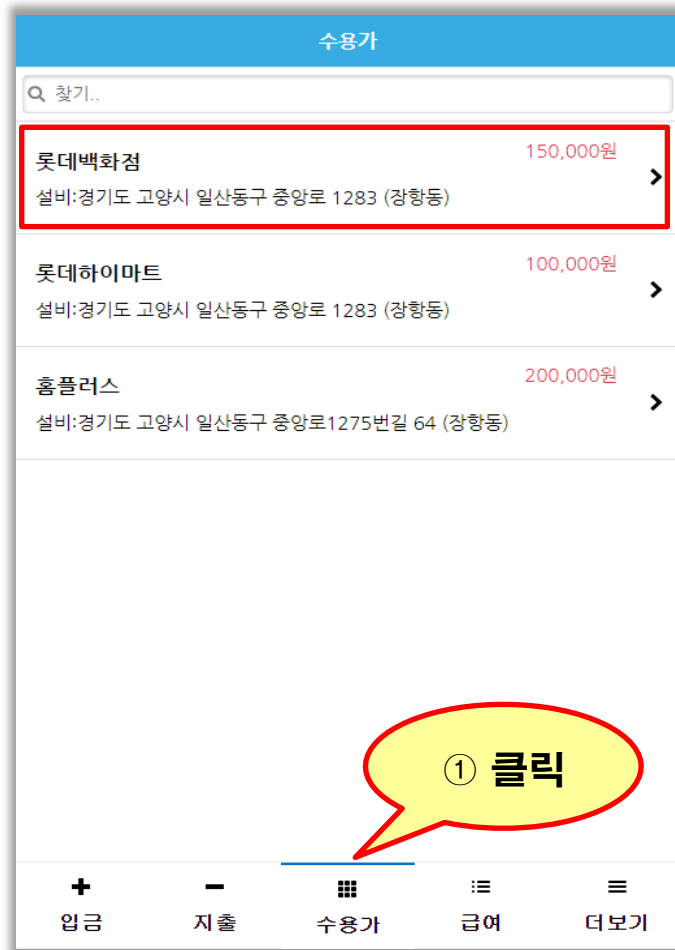 수용가
찾기..
롯데백화점
150,000원
설비:경기도 고양시 일산동구 중앙로 1283 (장항동)
롯데하이마트
100,000원
설비:경기도 고양시 일산동구 중앙로 1283 (장항동)
홈플러스
200,000원
설비:경기도 고양시 일산동구 중앙로1275번길 64 (장항동)
① 클릭
입금 지출 수용가 급여 더보기